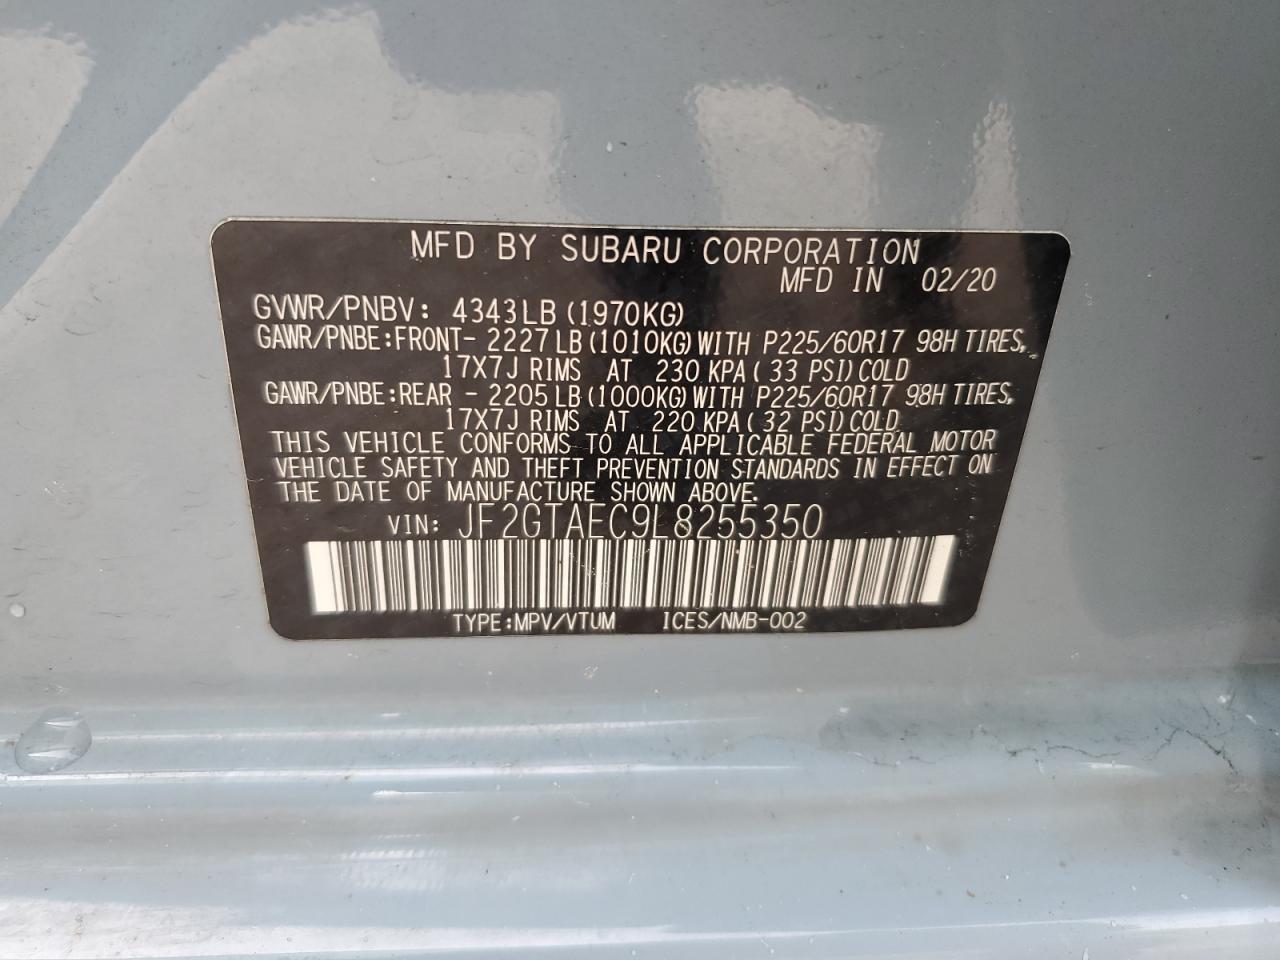 MFD BY SUBARU CORPORATION
MFD IN 02/20
GVWR/PNBV: 4343LB (1970KG)
GAWR/PNBE:FRONT- 2227LB (1010KG) WITH P225/60R17 98H TIRES,
17X7J RIMS AT 230 KPA ( 33 PSI) COLD
GAWR/PNBE:REAR - 2205LB (1000KG) WITH P225/60R17 98H TIRES,
17X7J RIMS AT 220 KPA ( 32 PSI) COLD
THIS VEHICLE CONFORMS TO ALL APPLICABLE FEDERAL MOTOR
VEHICLE SAFETY AND THEFT PREVENTION STANDARDS IN EFFECT ON
THE DATE OF MANUFACTURE SHOWN ABOVE.
VIN: JF2GTAEC9L8255350
TYPE:MPV/VTUM ICES/NMB-002